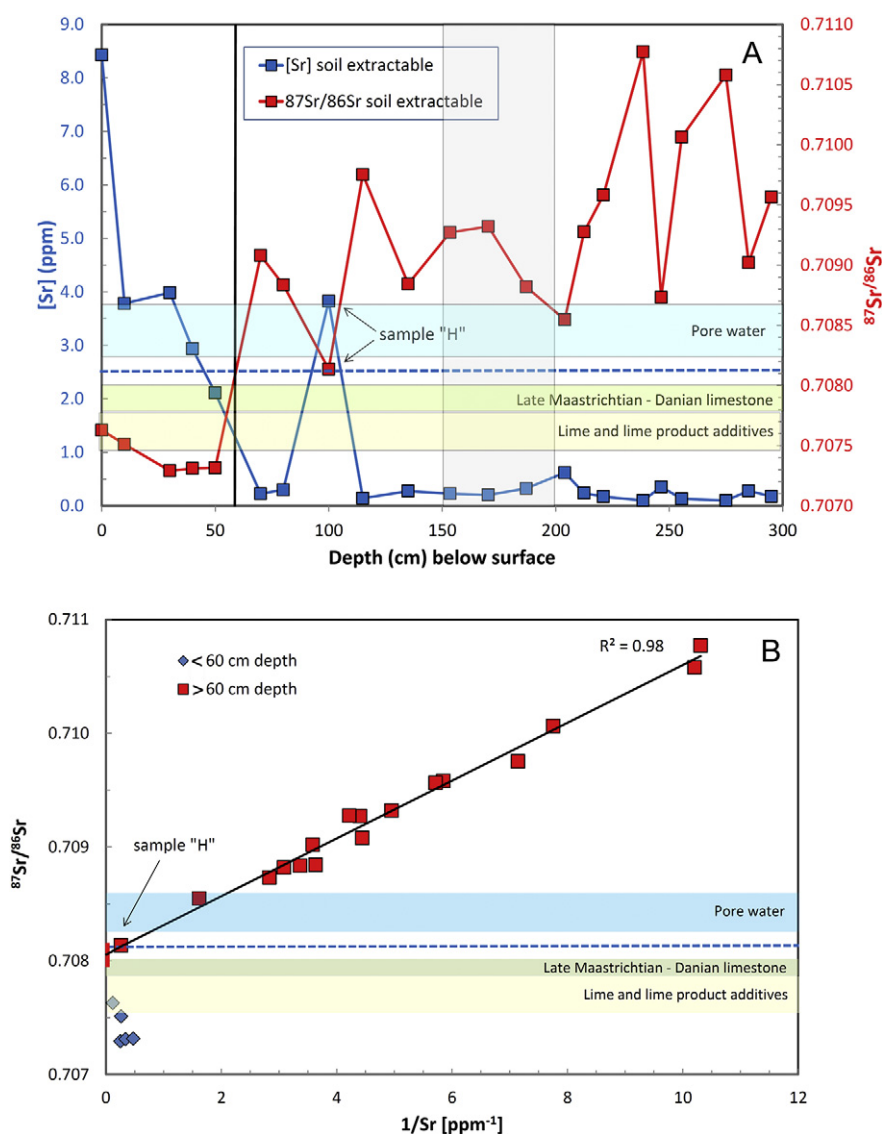 A
[Sr] soil extractable
87Sr/86Sr soil extractable
9.0
8.0
7.0
6.0
5.0
4.0
3.0
2.0
1.0
0.0
[Sr] (ppm)
0.7110
0.7105
0.7100
0.7095
0.7090
0.7085
0.7080
0.7075
0.7070
87Sr/86Sr
sample "H"
Pore water
Late Maastrichtian - Danian limestone
Lime and lime product additives
0 50 100 150 200 250 300
Depth (cm) below surface
B
R² = 0.98
< 60 cm depth
> 60 cm depth
0.711
0.710
0.709
0.708
0.707
87Sr/86Sr
sample "H"
Pore water
Late Maastrichtian - Danian limestone
Lime and lime product additives
0 2 4 6 8 10 12
1/Sr [ppm⁻¹]